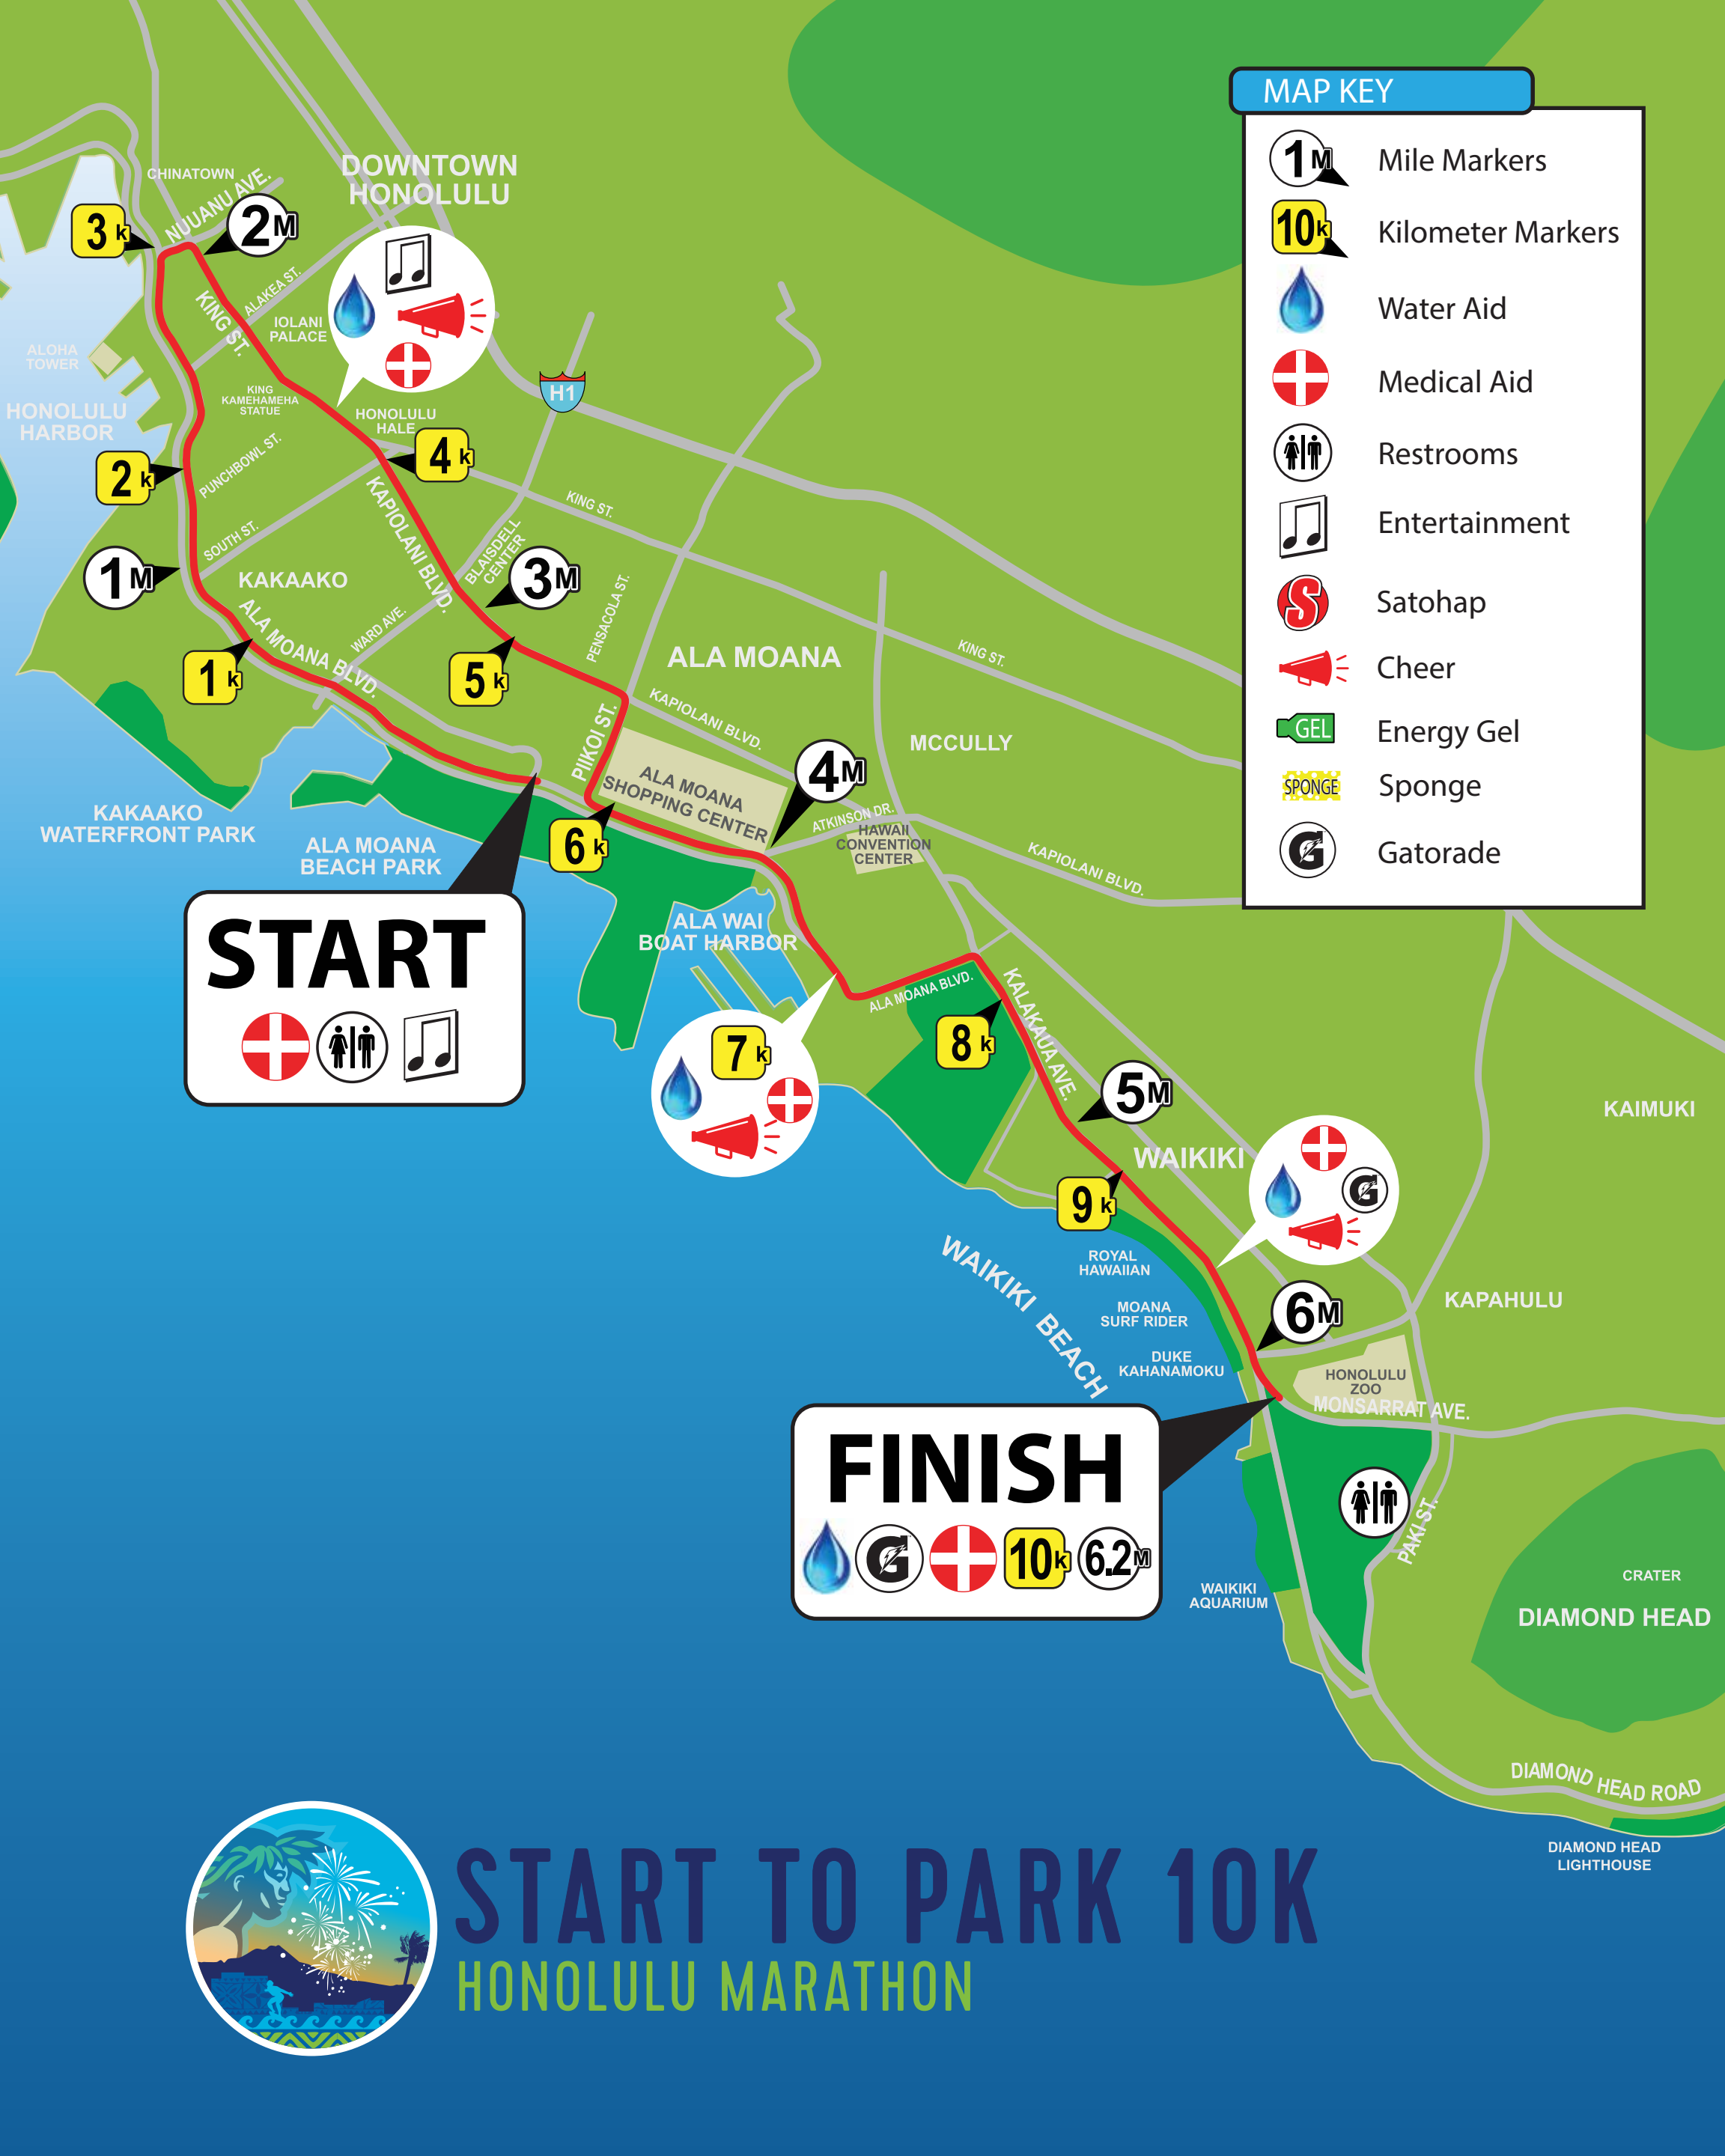 MAP KEY
1M
Mile Markers
10k
Kilometer Markers
Water Aid
Medical Aid
Restrooms
Entertainment
S
Satohap
Cheer
GEL
Energy Gel
SPONGE
Sponge
G
Gatorade
CHINATOWN
NUUANU AVE.
DOWNTOWN
HONOLULU
3k
2M
KING ST.
ALAKEA ST.
IOLANI
PALACE
ALOHA
TOWER
HONOLULU
HARBOR
KING
KAMEHAMEHA
STATUE
HONOLULU
HALE
H1
2k
PUNCHBOWL ST.
4k
KAPIOLANI BLVD.
KING ST.
1M
SOUTH ST.
KAKAAKO
BLAISDELL
CENTER
3M
ALA MOANA BLVD.
WARD AVE.
PENSACOLA ST.
1k
5k
ALA MOANA
KING ST.
KAPIOLANI BLVD.
PIIKOI ST.
MCCULLY
ALA MOANA
SHOPPING CENTER
4M
ATKINSON DR.
HAWAII
CONVENTION
CENTER
KAPIOLANI BLVD.
KAKAAKO
WATERFRONT PARK
ALA MOANA
BEACH PARK
6k
START
ALA WAI
BOAT HARBOR
ALA MOANA BLVD.
KALAKAUA AVE.
7k
8k
5M
KAIMUKI
WAIKIKI
9k
G
WAIKIKI BEACH
ROYAL
HAWAIIAN
MOANA
SURF RIDER
DUKE
KAHANAMOKU
6M
KAPAHULU
HONOLULU
ZOO
MONSARRAT AVE.
FINISH
G
10k
6.2M
PAKI ST.
WAIKIKI
AQUARIUM
CRATER
DIAMOND HEAD
DIAMOND HEAD ROAD
DIAMOND HEAD
LIGHTHOUSE
START TO PARK 10K
HONOLULU MARATHON